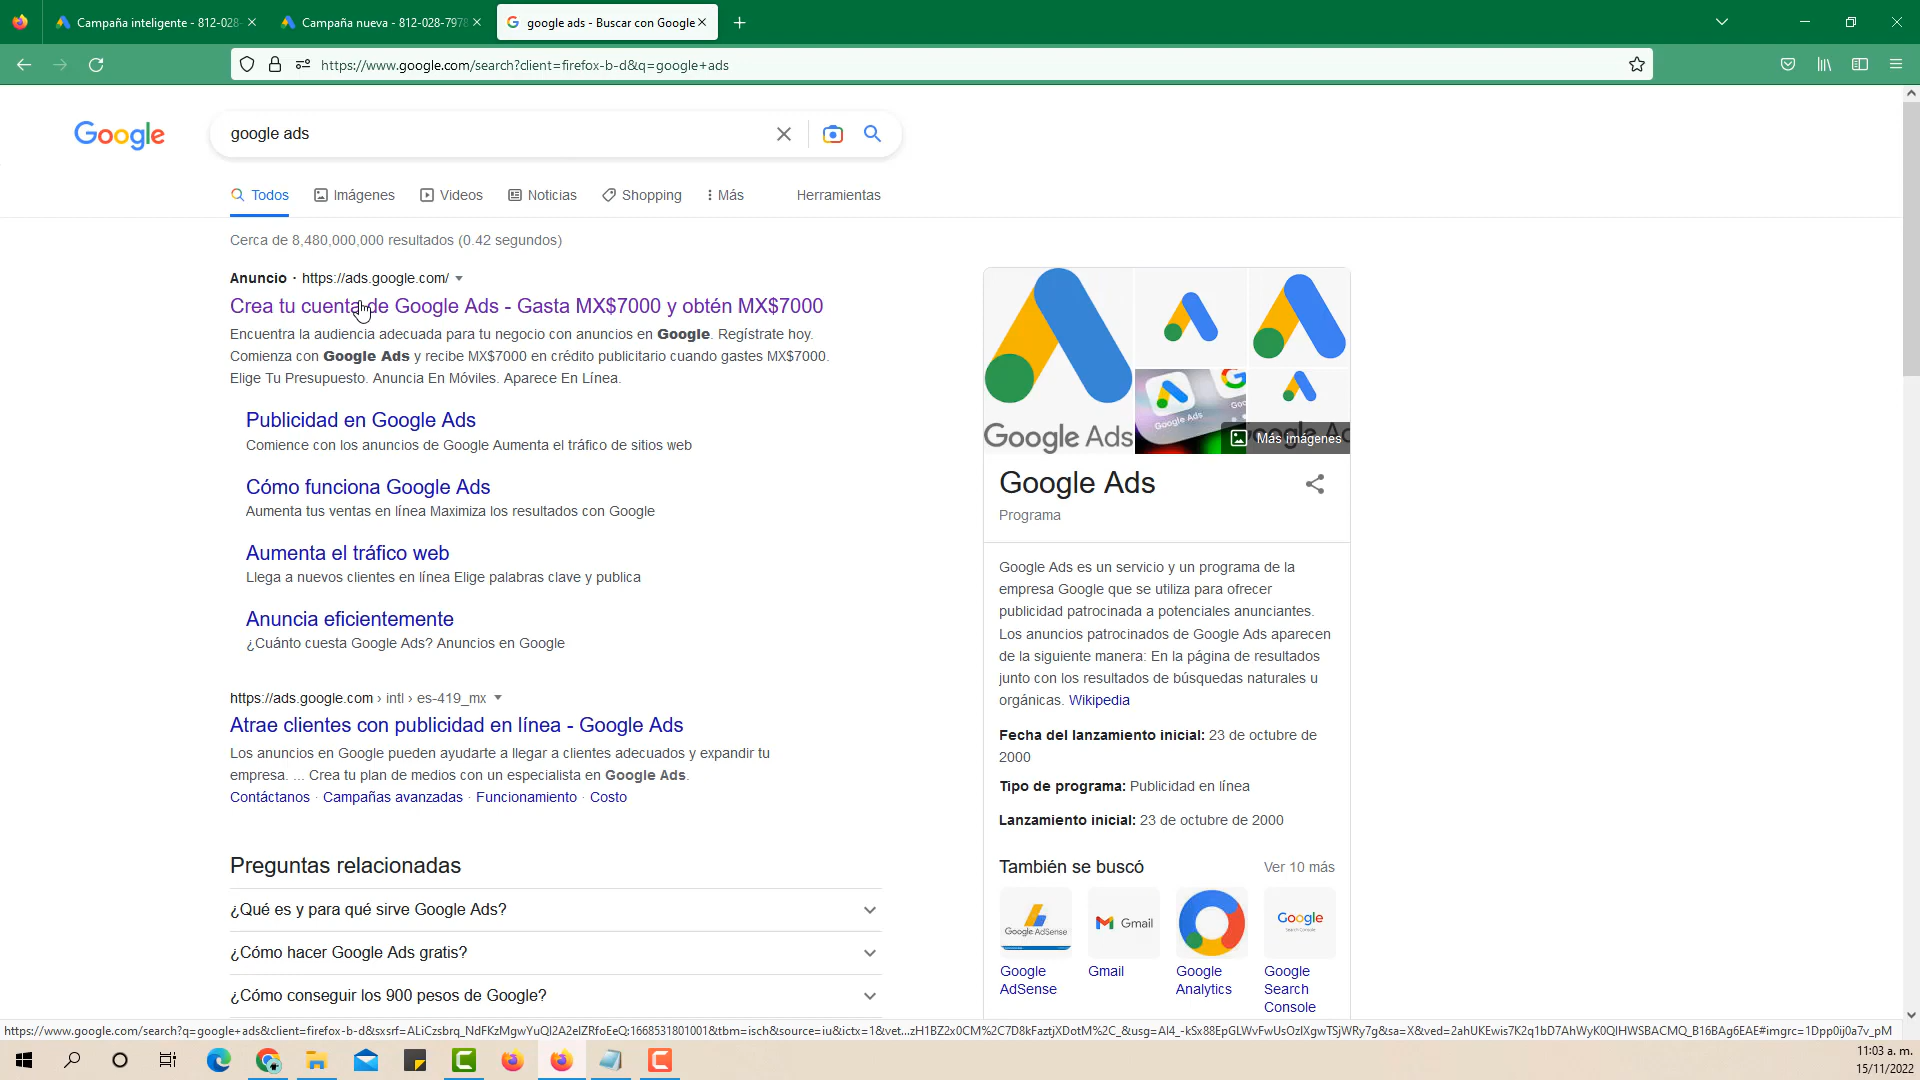 Campaña inteligente - 812-028-
Campaña nueva - 812-028-7978
google ads - Buscar con Google
https://www.google.com/search?client=firefox-b-d&q=google+ads
Google
google ads
Todos
Imágenes
Videos
Noticias
Shopping
Más
Herramientas
Cerca de 8,480,000,000 resultados (0.42 segundos)
Anuncio · https://ads.google.com/
Crea tu cuenta de Google Ads - Gasta MX$7000 y obtén MX$7000
Encuentra la audiencia adecuada para tu negocio con anuncios en Google. Regístrate hoy.
Comienza con Google Ads y recibe MX$7000 en crédito publicitario cuando gastes MX$7000.
Elige Tu Presupuesto. Anuncia En Móviles. Aparece En Línea.
Publicidad en Google Ads
Comience con los anuncios de Google Aumenta el tráfico de sitios web
Cómo funciona Google Ads
Aumenta tus ventas en línea Maximiza los resultados con Google
Aumenta el tráfico web
Llega a nuevos clientes en línea Elige palabras clave y publica
Anuncia eficientemente
¿Cuánto cuesta Google Ads? Anuncios en Google
https://ads.google.com › intl › es-419_mx
Atrae clientes con publicidad en línea - Google Ads
Los anuncios en Google pueden ayudarte a llegar a clientes adecuados y expandir tu
empresa. ... Crea tu plan de medios con un especialista en Google Ads.
Contáctanos · Campañas avanzadas · Funcionamiento · Costo
Preguntas relacionadas
¿Qué es y para qué sirve Google Ads?
¿Cómo hacer Google Ads gratis?
¿Cómo conseguir los 900 pesos de Google?
Google Ads
Google Ads
Más imágenes
Google Ads
Programa
Google Ads es un servicio y un programa de la
empresa Google que se utiliza para ofrecer
publicidad patrocinada a potenciales anunciantes.
Los anuncios patrocinados de Google Ads aparecen
de la siguiente manera: En la página de resultados
junto con los resultados de búsquedas naturales u
orgánicas. Wikipedia
Fecha del lanzamiento inicial: 23 de octubre de
2000
Tipo de programa: Publicidad en línea
Lanzamiento inicial: 23 de octubre de 2000
También se buscó
Ver 10 más
Google AdSense
Gmail
Google
Search Console
Google
AdSense
Gmail
Google
Analytics
Google
Search
Console
11:03 a. m.
15/11/2022